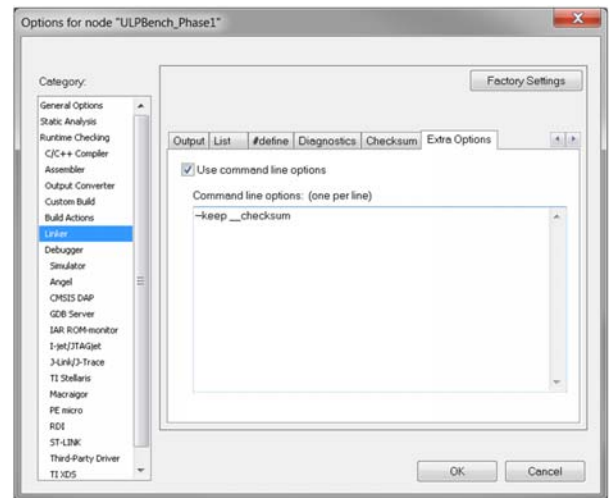 Options for node "ULPBench_Phase1"
Category:
Factory Settings
General Options
Static Analysis
Runtime Checking
C/C++ Compiler
Assembler
Output Converter
Custom Build
Build Actions
Linker
Debugger
Simulator
Angel
CMSIS DAP
GDB Server
IAR ROM-monitor
I-jet/JTAGjet
J-Link/J-Trace
TI Stellaris
Macraigor
PE micro
RDI
ST-LINK
Third-Party Driver
TI XDS
Output List #define Diagnostics Checksum Extra Options
Use command line options
Command line options: (one per line)
--keep __checksum
OK Cancel